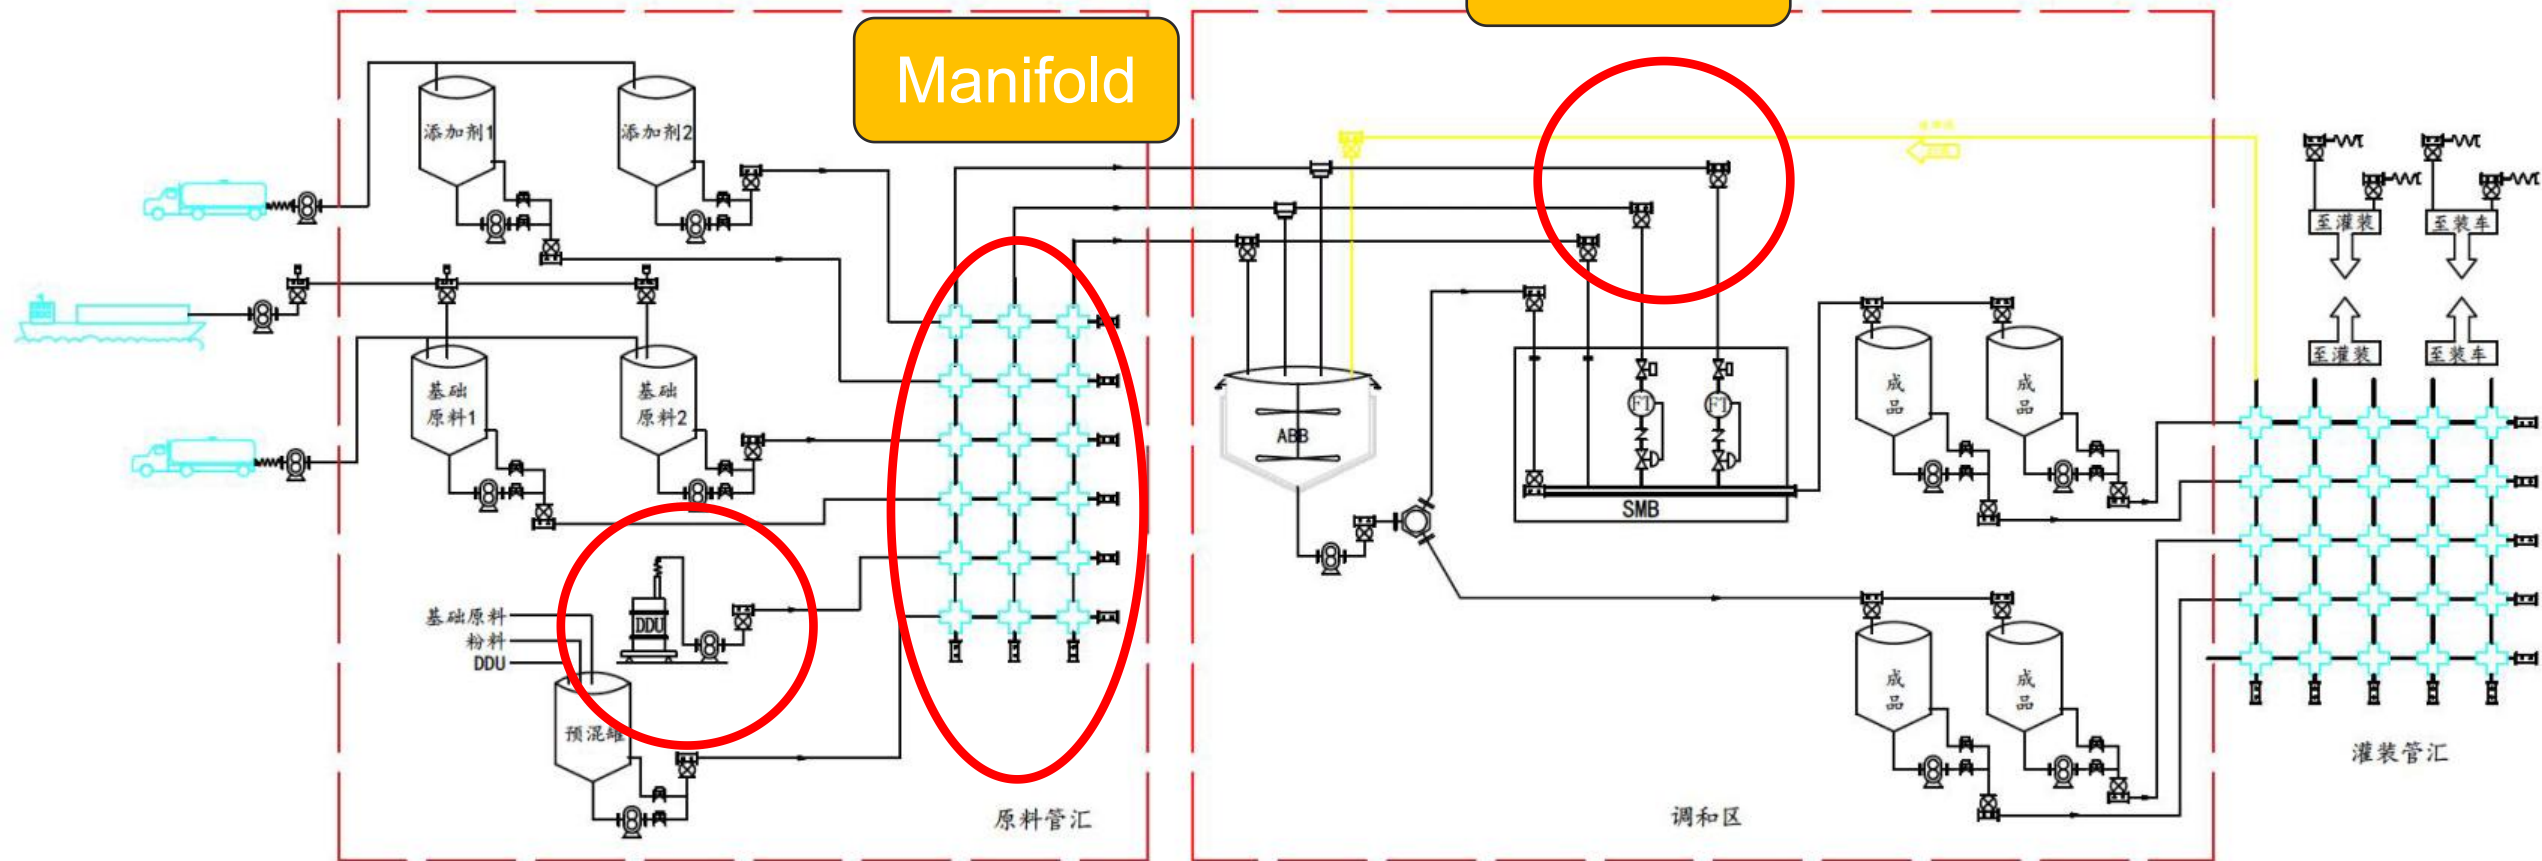 Manifold
添加剂1
添加剂2
至灌装
至装车
至灌装
至装车
基础
原料1
基础
原料2
成
品
成
品
ABB
FT
FT
SMB
基础原料
粉料
DDU
DDU
预混罐
成
品
成
品
原料管汇
调和区
灌装管汇